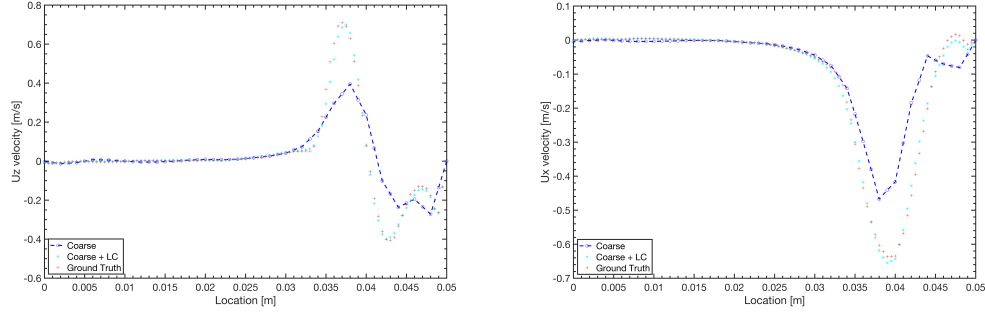 0.8
0.6
0.4
0.2
0
-0.2
-0.4
-0.6
Uz velocity [m/s]
Coarse
Coarse + LC
Ground Truth
0 0.005 0.01 0.015 0.02 0.025 0.03 0.035 0.04 0.045 0.05
Location [m]
0.1
0
-0.1
-0.2
-0.3
-0.4
-0.5
-0.6
-0.7
Ux velocity [m/s]
Coarse
Coarse + LC
Ground Truth
0 0.005 0.01 0.015 0.02 0.025 0.03 0.035 0.04 0.045 0.05
Location [m]